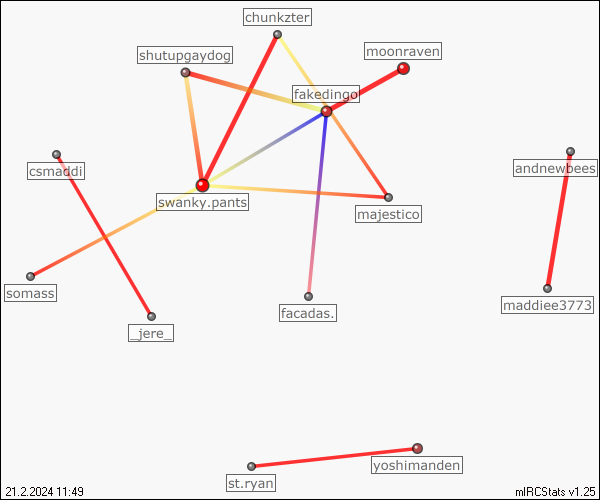 chunkzter
moonraven
shutupgaydog
fakedingo
csmaddi
andnewbees
swanky.pants
majestico
somass
facadas.
maddiee3773
_jere_
yoshimanden
st.ryan
21.2.2024 11:49
mIRCStats v1.25